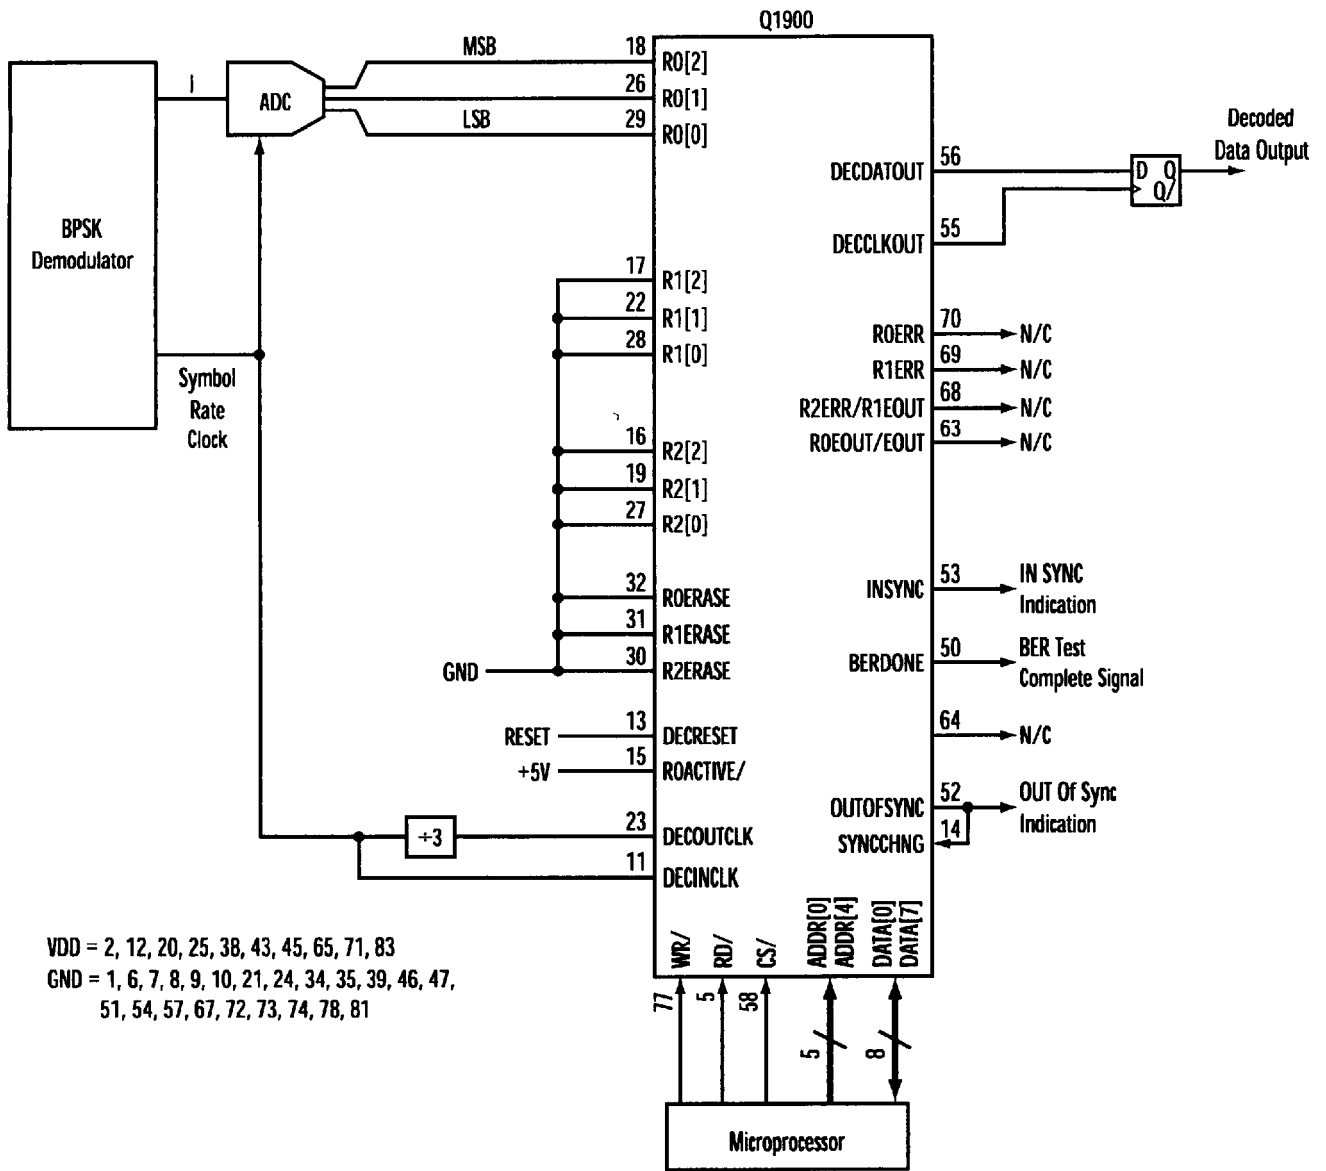 Q1900
BPSK
Demodulator
I
ADC
MSB
LSB
Symbol
Rate
Clock
18 R0[2]
26 R0[1]
29 R0[0]
17 R1[2]
22 R1[1]
28 R1[0]
16 R2[2]
19 R2[1]
27 R2[0]
32 R0ERASE
31 R1ERASE
GND 30 R2ERASE
RESET 13 DECRESET
+5V 15 R0ACTIVE/
÷3 23 DECOUTCLK
11 DECINCLK
DECDATOUT 56
DECCLKOUT 55
D Q
Q/
Decoded
Data Output
R0ERR 70 N/C
R1ERR 69 N/C
R2ERR/R1EOUT 68 N/C
R0EOUT/EOUT 63 N/C
INSYNC 53 IN SYNC
Indication
BERDONE 50 BER Test
Complete Signal
64 N/C
OUTOFSYNC 52 OUT Of Sync
Indication
SYNCCHNG 14
WR/
RD/
CS/
ADDR[0]
ADDR[4]
DATA[0]
DATA[7]
77
5
58
5
8
Microprocessor
VDD = 2, 12, 20, 25, 38, 43, 45, 65, 71, 83
GND = 1, 6, 7, 8, 9, 10, 21, 24, 34, 35, 39, 46, 47,
51, 54, 57, 67, 72, 73, 74, 78, 81